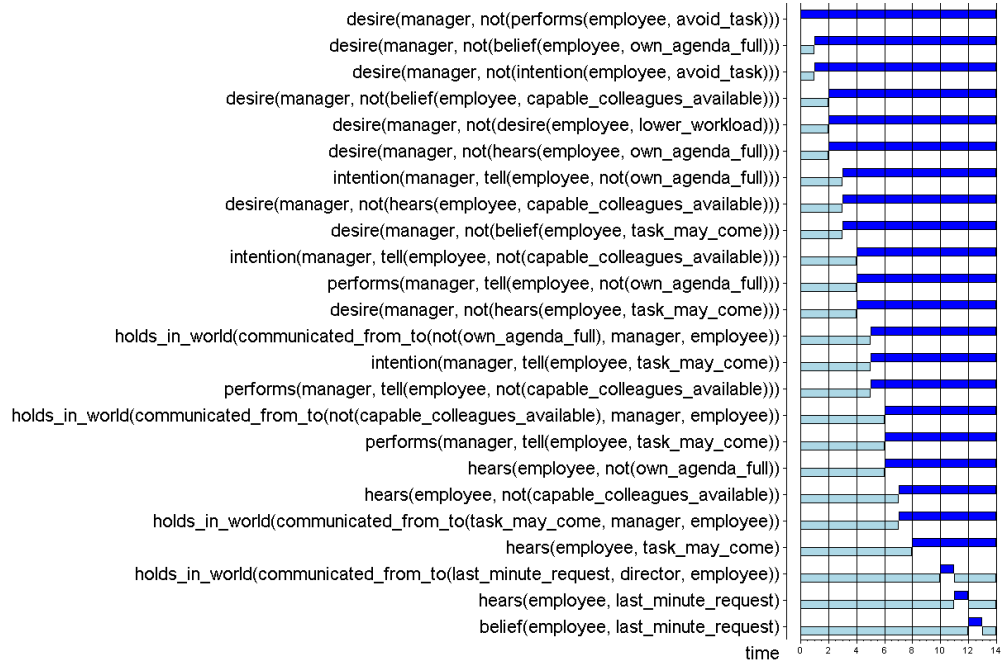 desire(manager, not(performs(employee, avoid_task)))
desire(manager, not(belief(employee, own_agenda_full)))
desire(manager, not(intention(employee, avoid_task)))
desire(manager, not(belief(employee, capable_colleagues_available)))
desire(manager, not(desire(employee, lower_workload)))
desire(manager, not(hears(employee, own_agenda_full)))
intention(manager, tell(employee, not(own_agenda_full)))
desire(manager, not(hears(employee, capable_colleagues_available)))
desire(manager, not(belief(employee, task_may_come)))
intention(manager, tell(employee, not(capable_colleagues_available)))
performs(manager, tell(employee, not(own_agenda_full)))
desire(manager, not(hears(employee, task_may_come)))
holds_in_world(communicated_from_to(not(own_agenda_full), manager, employee))
intention(manager, tell(employee, task_may_come))
performs(manager, tell(employee, not(capable_colleagues_available)))
holds_in_world(communicated_from_to(not(capable_colleagues_available), manager, employee))
performs(manager, tell(employee, task_may_come))
hears(employee, not(own_agenda_full))
hears(employee, not(capable_colleagues_available))
holds_in_world(communicated_from_to(task_may_come, manager, employee))
hears(employee, task_may_come)
holds_in_world(communicated_from_to(last_minute_request, director, employee))
hears(employee, last_minute_request)
belief(employee, last_minute_request)
time 0 2 4 6 8 10 12 14